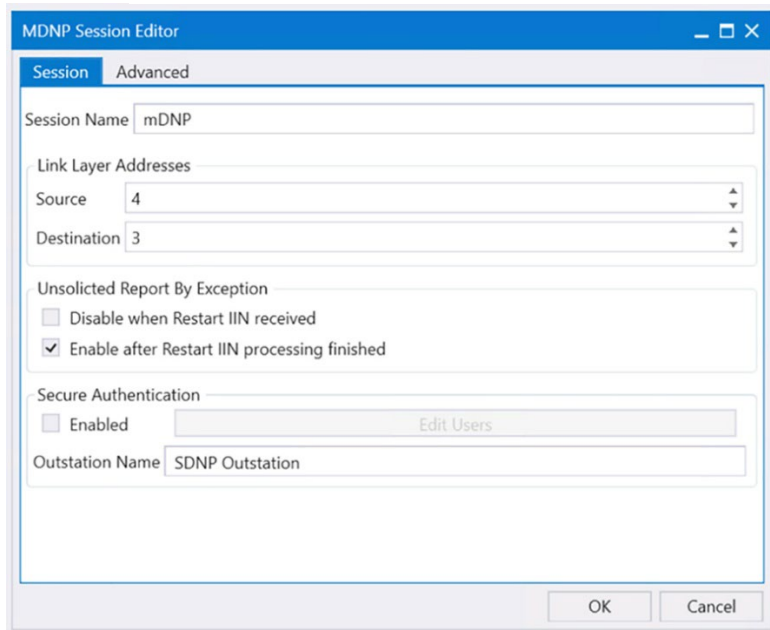 MDNP Session Editor
Session Advanced
Session Name mDNP
Link Layer Addresses
Source 4
Destination 3
Unsolicted Report By Exception
Disable when Restart IIN received
Enable after Restart IIN processing finished
Secure Authentication
Enabled Edit Users
Outstation Name SDNP Outstation
OK Cancel